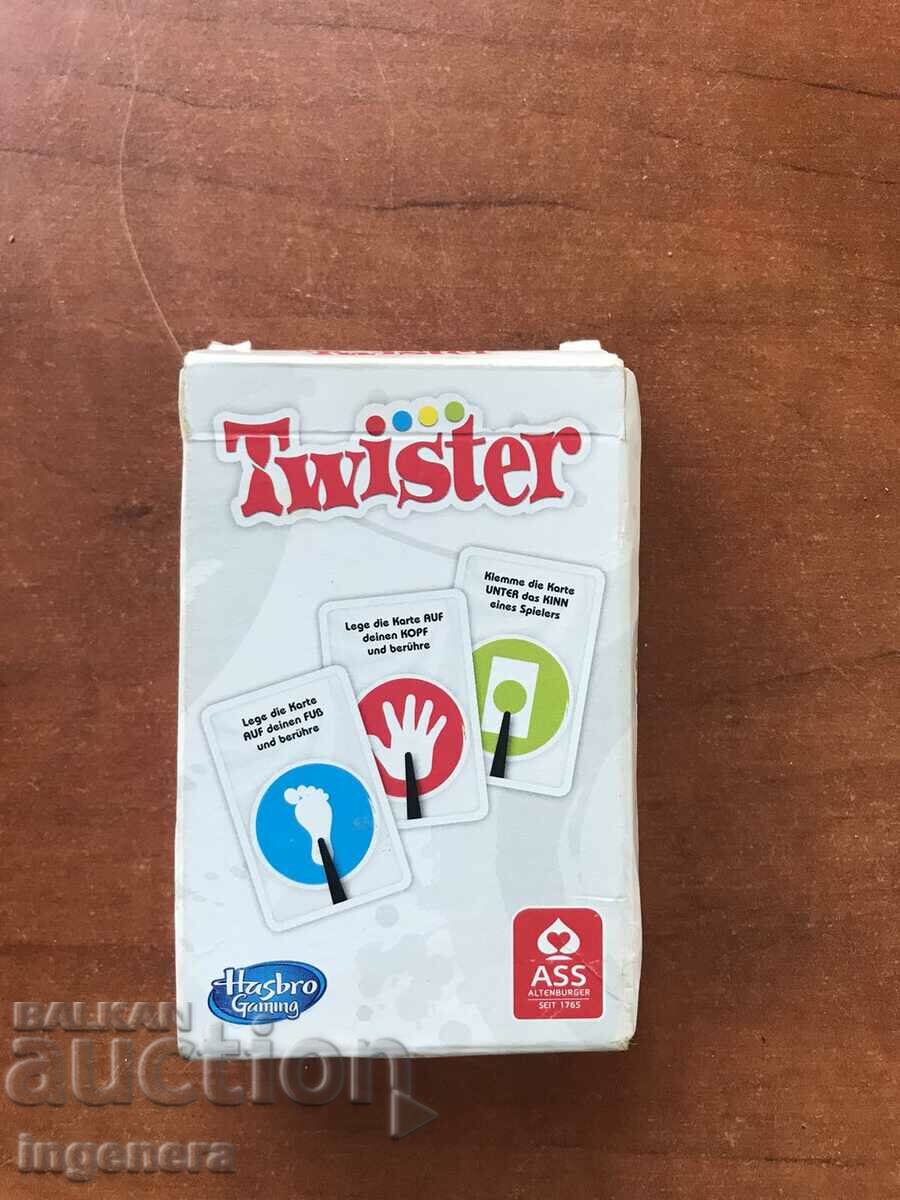 Twister
Twister
Klemme die Karte
UNTER das KINN
eines Spielers
Lege die Karte AUF
deinen KOPF
und berühre
Lege die Karte
AUF deinen FUß
und berühre
Hasbro
Gaming
ASS
ALTENBURGER
SEIT 1765
BALKAN
auction
ingenera